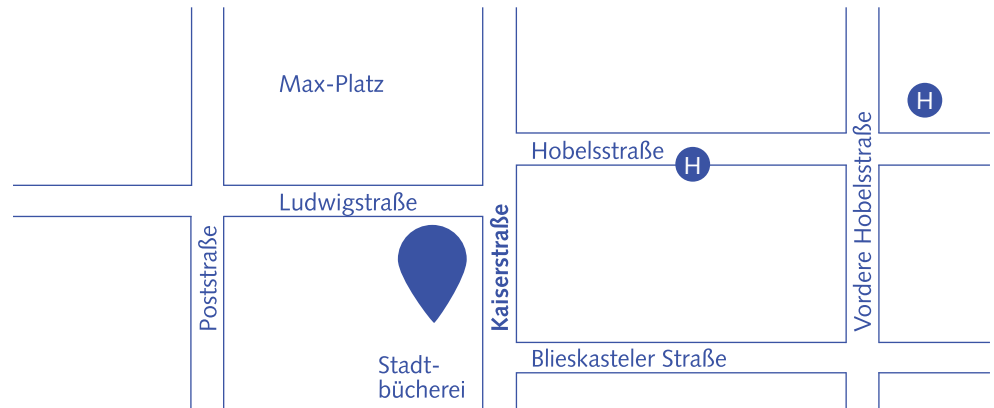 Max-Platz
H
Hobelsstraße
H
Ludwigstraße
Poststraße
Kaiserstraße
Vordere Hobelsstraße
Blieskasteler Straße
Stadt-
bücherei